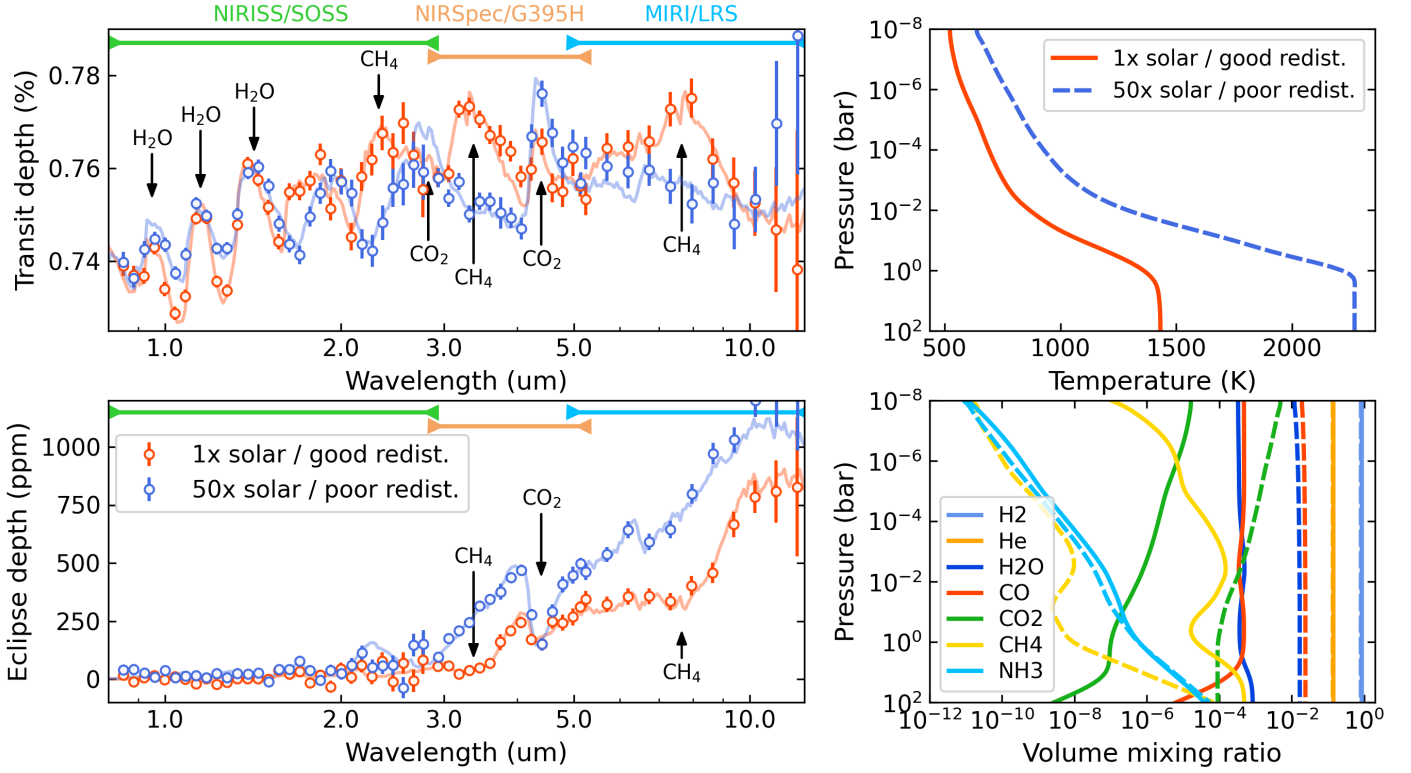 NIRISS/SOSS NIRSpec/G395H MIRI/LRS
Transit depth (%)
0.78
0.76
0.74
H₂O
H₂O
H₂O
CH₄
CO₂
CH₄
CO₂
CH₄
1.0 2.0 3.0 5.0 10.0
Wavelength (um)
Pressure (bar)
10⁻⁸
10⁻⁶
10⁻⁴
10⁻²
10⁰
10²
1x solar / good redist.
50x solar / poor redist.
500 1000 1500 2000
Temperature (K)
Eclipse depth (ppm)
1000
750
500
250
0
1x solar / good redist.
50x solar / poor redist.
CH₄
CO₂
CH₄
1.0 2.0 3.0 5.0 10.0
Wavelength (um)
Pressure (bar)
10⁻⁸
10⁻⁶
10⁻⁴
10⁻²
10⁰
10²
H2
He
H2O
CO
CO2
CH4
NH3
10⁻¹² 10⁻¹⁰ 10⁻⁸ 10⁻⁶ 10⁻⁴ 10⁻² 10⁰
Volume mixing ratio